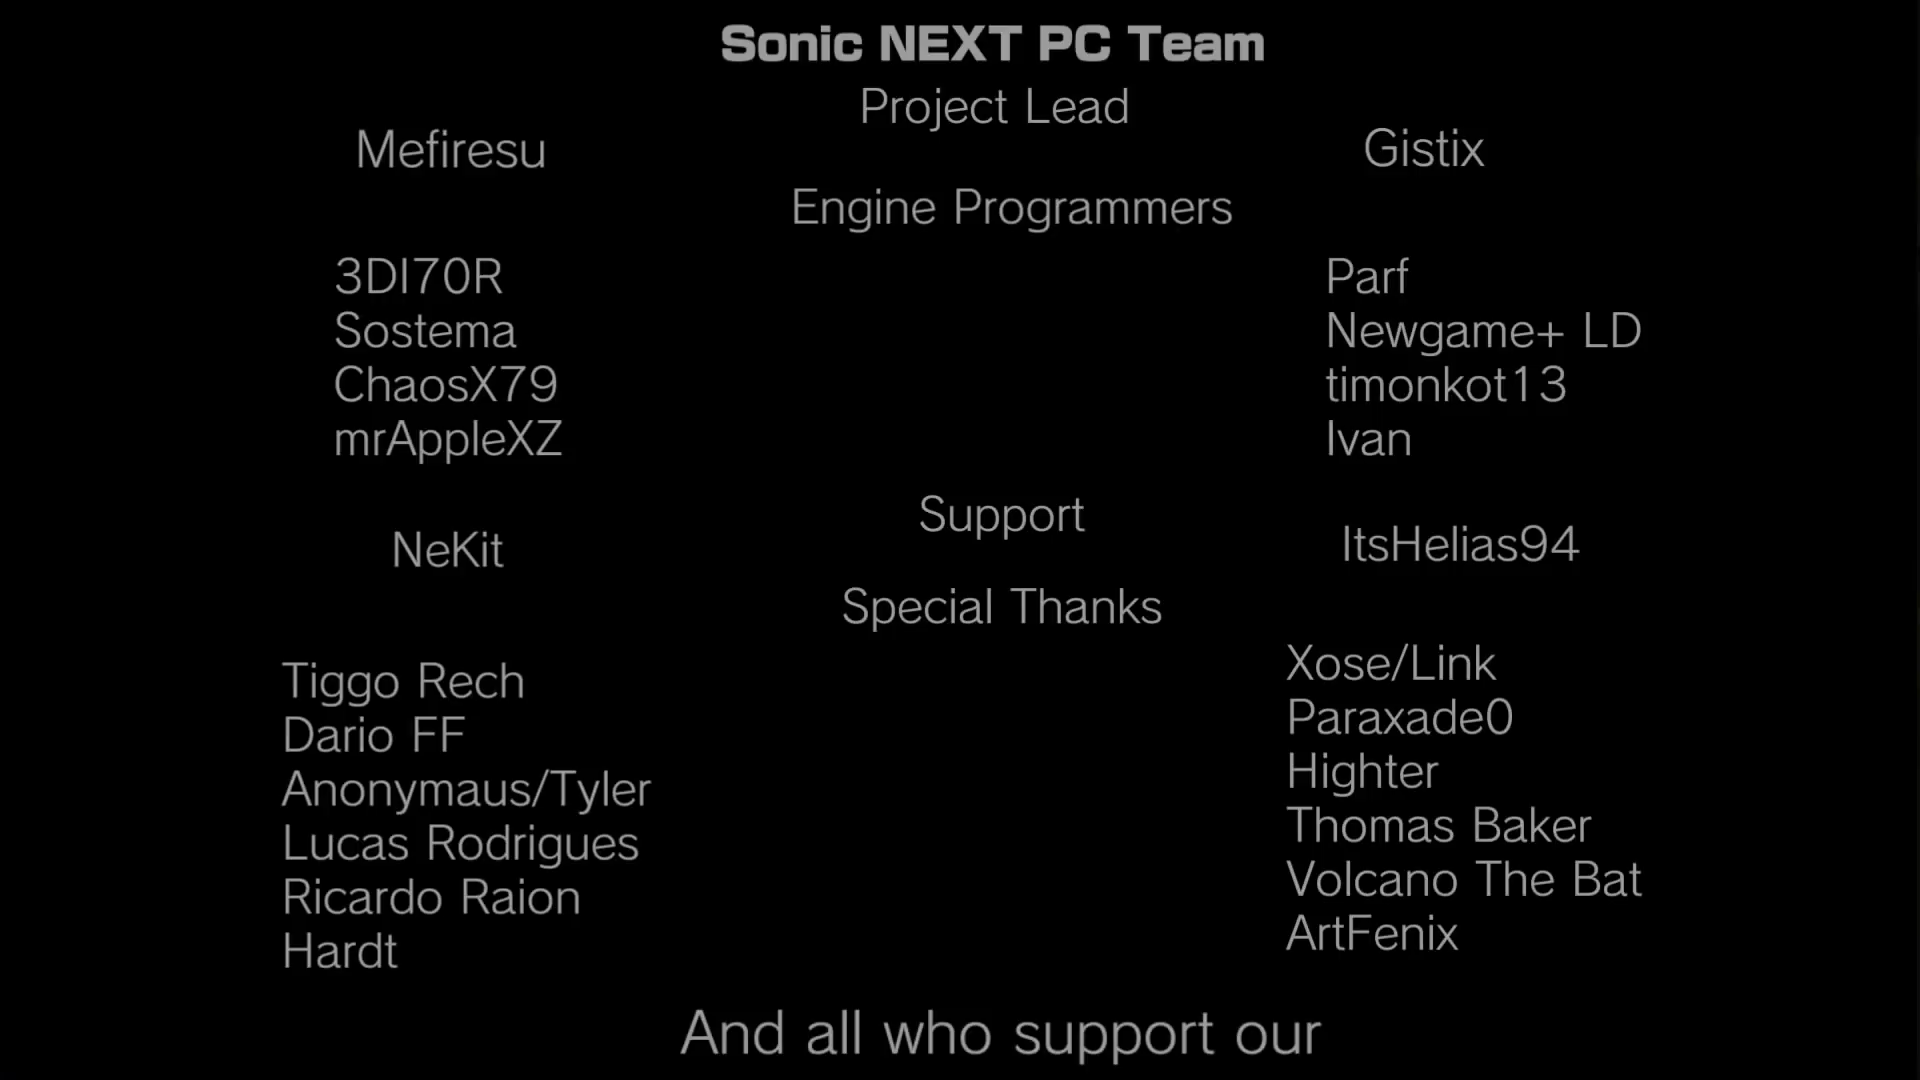 Sonic NEXT PC Team
Project Lead
Mefiresu
Gistix
Engine Programmers
3DI70R
Sostema
ChaosX79
mrAppleXZ
Parf
Newgame+ LD
timonkot13
Ivan
Support
NeKit
ItsHelias94
Special Thanks
Tiggo Rech
Dario FF
Anonymaus/Tyler
Lucas Rodrigues
Ricardo Raion
Hardt
Xose/Link
Paraxade0
Highter
Thomas Baker
Volcano The Bat
ArtFenix
And all who support our